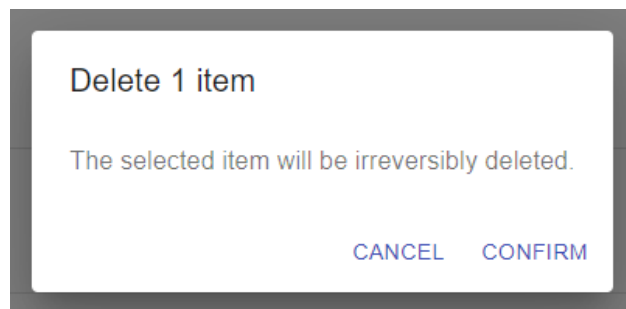 Delete 1 item
The selected item will be irreversibly deleted.
CANCEL CONFIRM